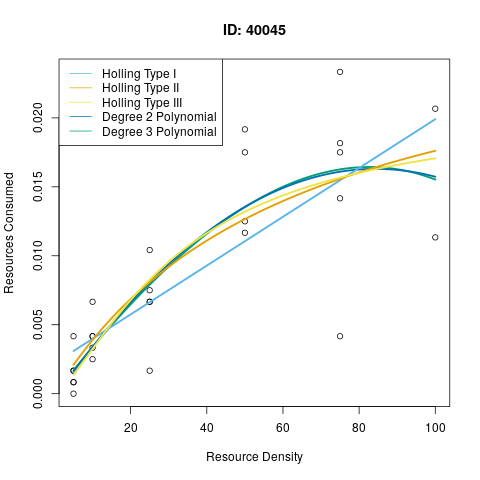 ID: 40045
Holling Type I
Holling Type II
Holling Type III
Degree 2 Polynomial
Degree 3 Polynomial
Resources Consumed
0.020
0.015
0.010
0.005
0.000
20 40 60 80 100
Resource Density